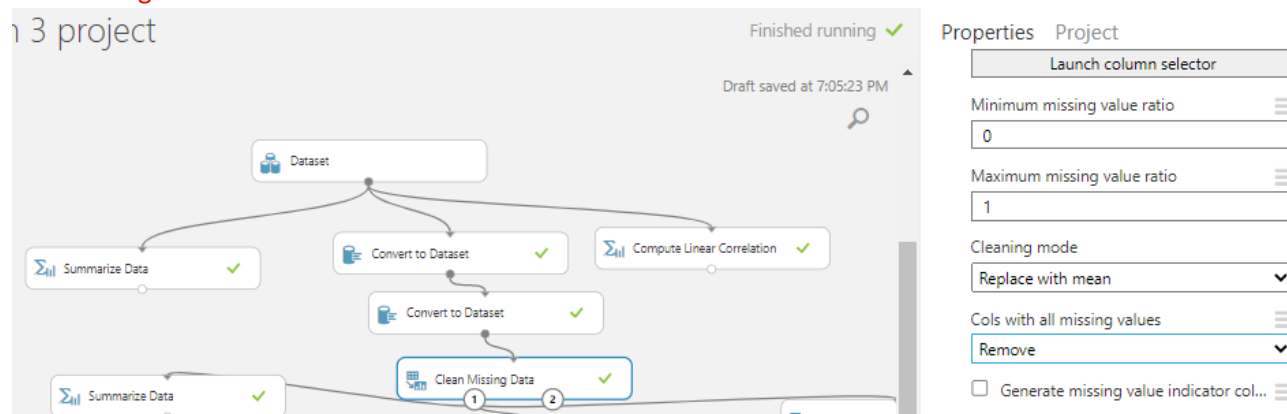 n 3 project
Finished running
Draft saved at 7:05:23 PM
Dataset
Summarize Data
Convert to Dataset
Compute Linear Correlation
Convert to Dataset
Clean Missing Data
1
2
Summarize Data
Properties Project
Launch column selector
Minimum missing value ratio
0
Maximum missing value ratio
1
Cleaning mode
Replace with mean
Cols with all missing values
Remove
Generate missing value indicator col...